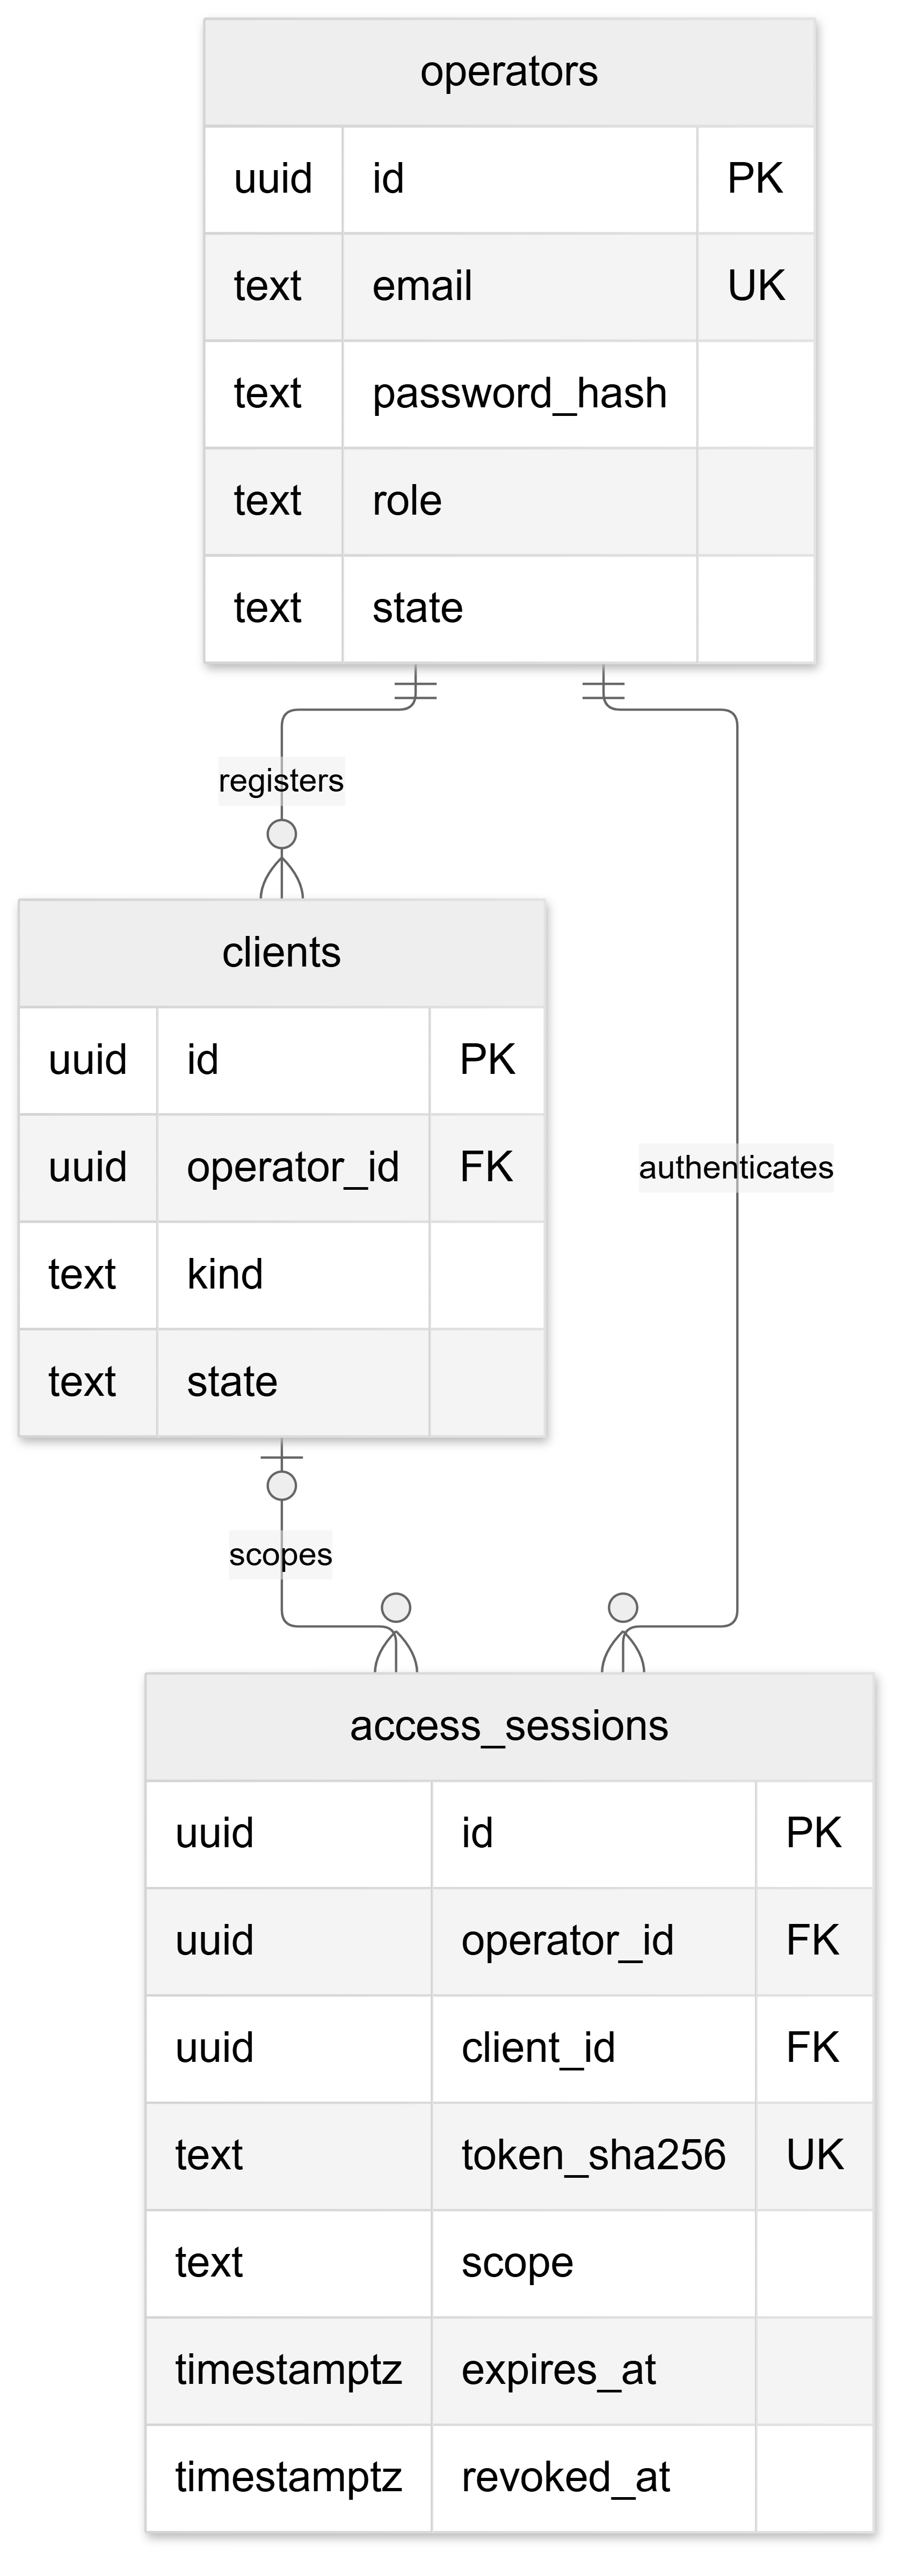 operators
uuid id PK
text email UK
text password_hash
text role
text state
registers
clients
uuid id PK
uuid operator_id FK
authenticates
text kind
text state
scopes
access_sessions
uuid id PK
uuid operator_id FK
uuid client_id FK
text token_sha256 UK
text scope
timestamptz expires_at
timestamptz revoked_at